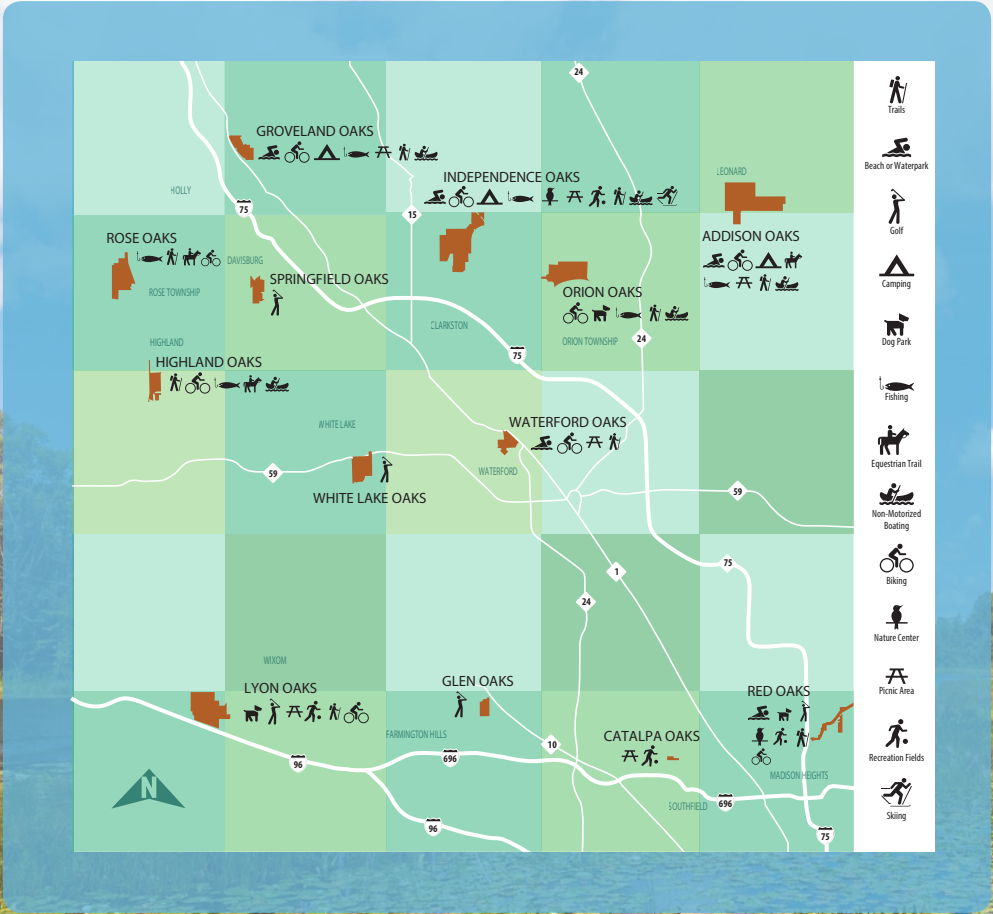 24
GROVELAND OAKS
INDEPENDENCE OAKS
LEONARD
HOLLY
75
15
ROSE OAKS
ADDISON OAKS
DAVISBURG
SPRINGFIELD OAKS
ROSE TOWNSHIP
ORION OAKS
CLARKSTON
HIGHLAND
24
ORION TOWNSHIP
75
HIGHLAND OAKS
WHITE LAKE
WATERFORD OAKS
59
WATERFORD
WHITE LAKE OAKS
59
75
1
24
WIXOM
LYON OAKS
GLEN OAKS
RED OAKS
FARMINGTON HILLS
CATALPA OAKS
10
696
96
MADISON HEIGHTS
N
SOUTHFIELD
696
96
75
Trails
Beach or Waterpark
Golf
Camping
Dog Park
Fishing
Equestrian Trail
Non-Motorized
Boating
Biking
Nature Center
Picnic Area
Recreation Fields
Skiing